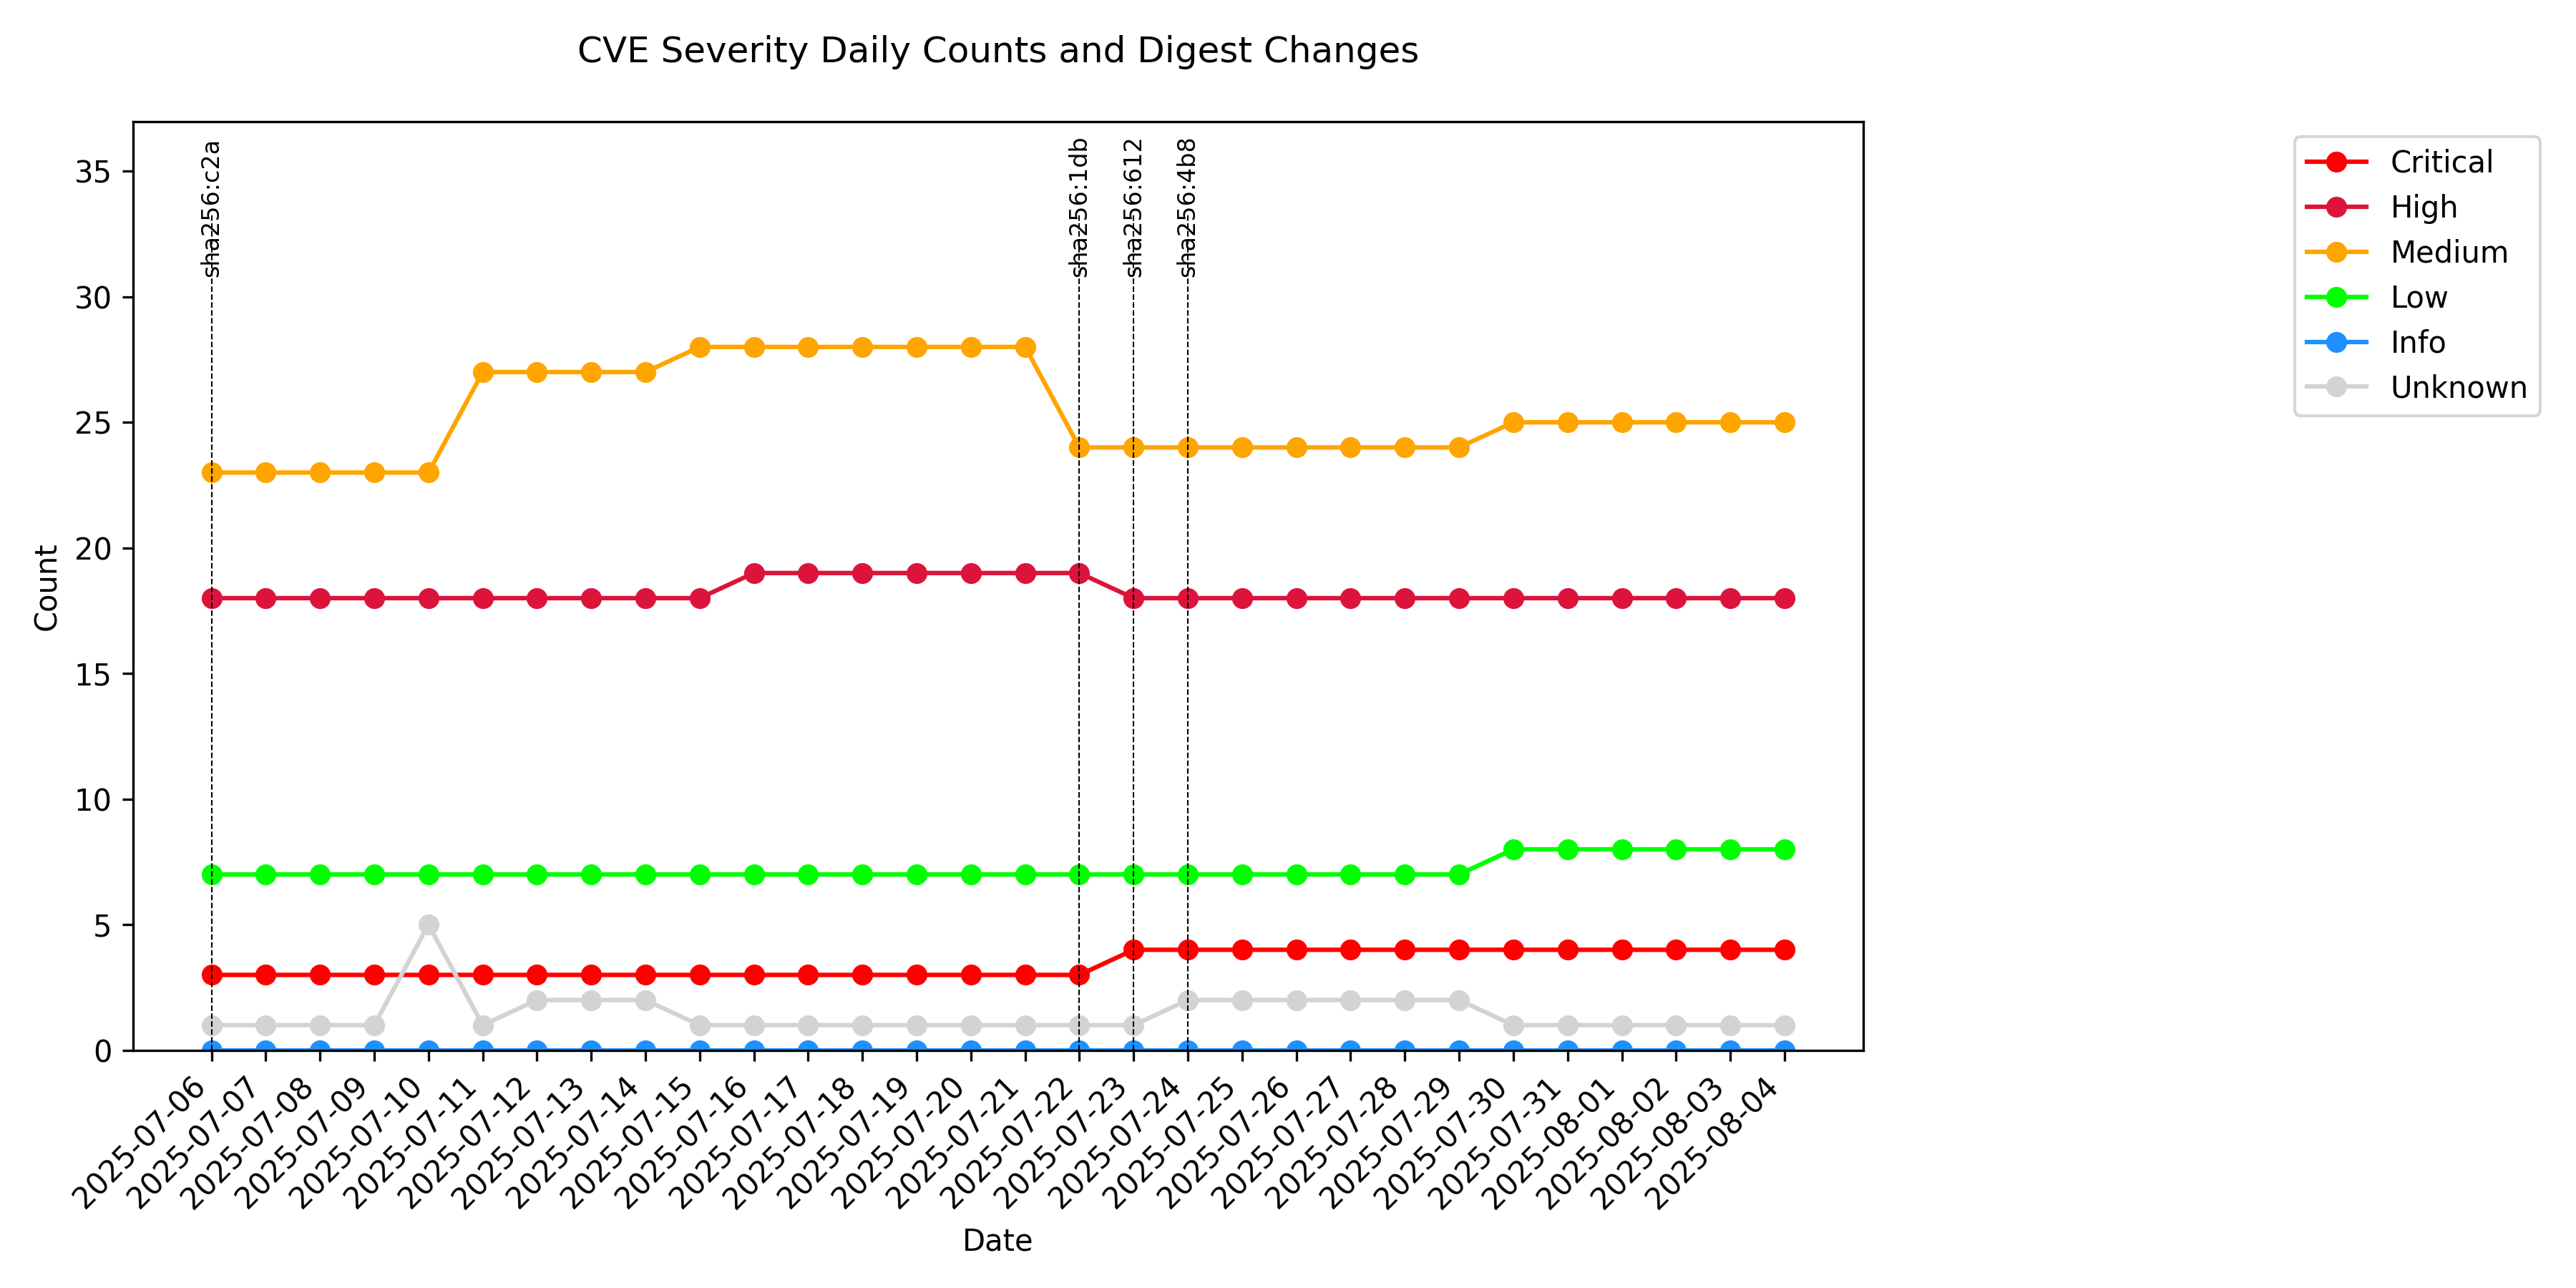 CVE Severity Daily Counts and Digest Changes
sha256:c2a
sha256:1db
sha256:612
sha256:4b8
Critical
High
Medium
Low
Info
Unknown
35
30
25
20
15
10
5
0
Count
2025-07-06
2025-07-07
2025-07-08
2025-07-09
2025-07-10
2025-07-11
2025-07-12
2025-07-13
2025-07-14
2025-07-15
2025-07-16
2025-07-17
2025-07-18
2025-07-19
2025-07-20
2025-07-21
2025-07-22
2025-07-23
2025-07-24
2025-07-25
2025-07-26
2025-07-27
2025-07-28
2025-07-29
2025-07-30
2025-07-31
2025-08-01
2025-08-02
2025-08-03
2025-08-04
Date